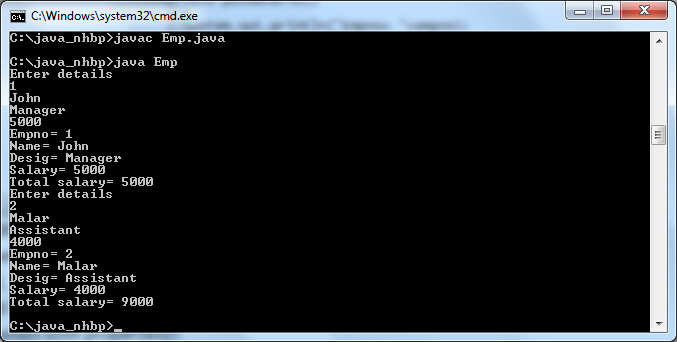 C:\Windows\system32\cmd.exe
C:\java_nhbp>javac Emp.java
C:\java_nhbp>java Emp
Enter details
1
John
Manager
5000
Empno= 1
Name= John
Desig= Manager
Salary= 5000
Total salary= 5000
Enter details
2
Malar
Assistant
4000
Empno= 2
Name= Malar
Desig= Assistant
Salary= 4000
Total salary= 9000
C:\java_nhbp>_